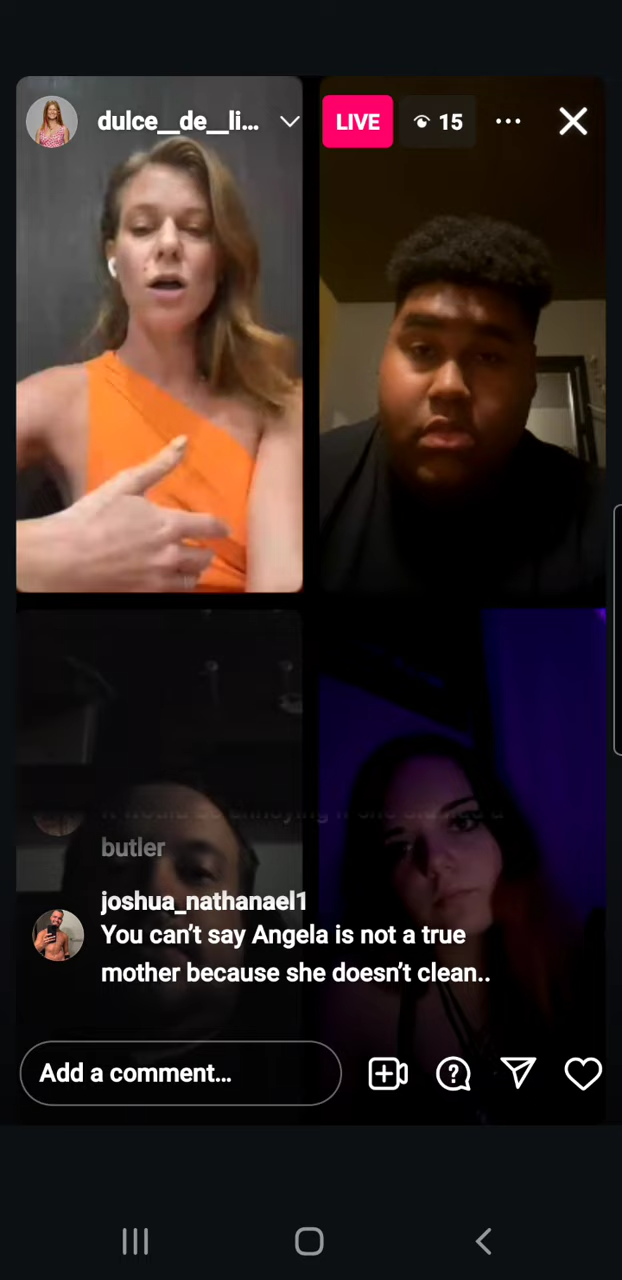 dulce__de__li...
LIVE
15
butler
joshua_nathanael1
You can't say Angela is not a true
mother because she doesn't clean..
Add a comment...